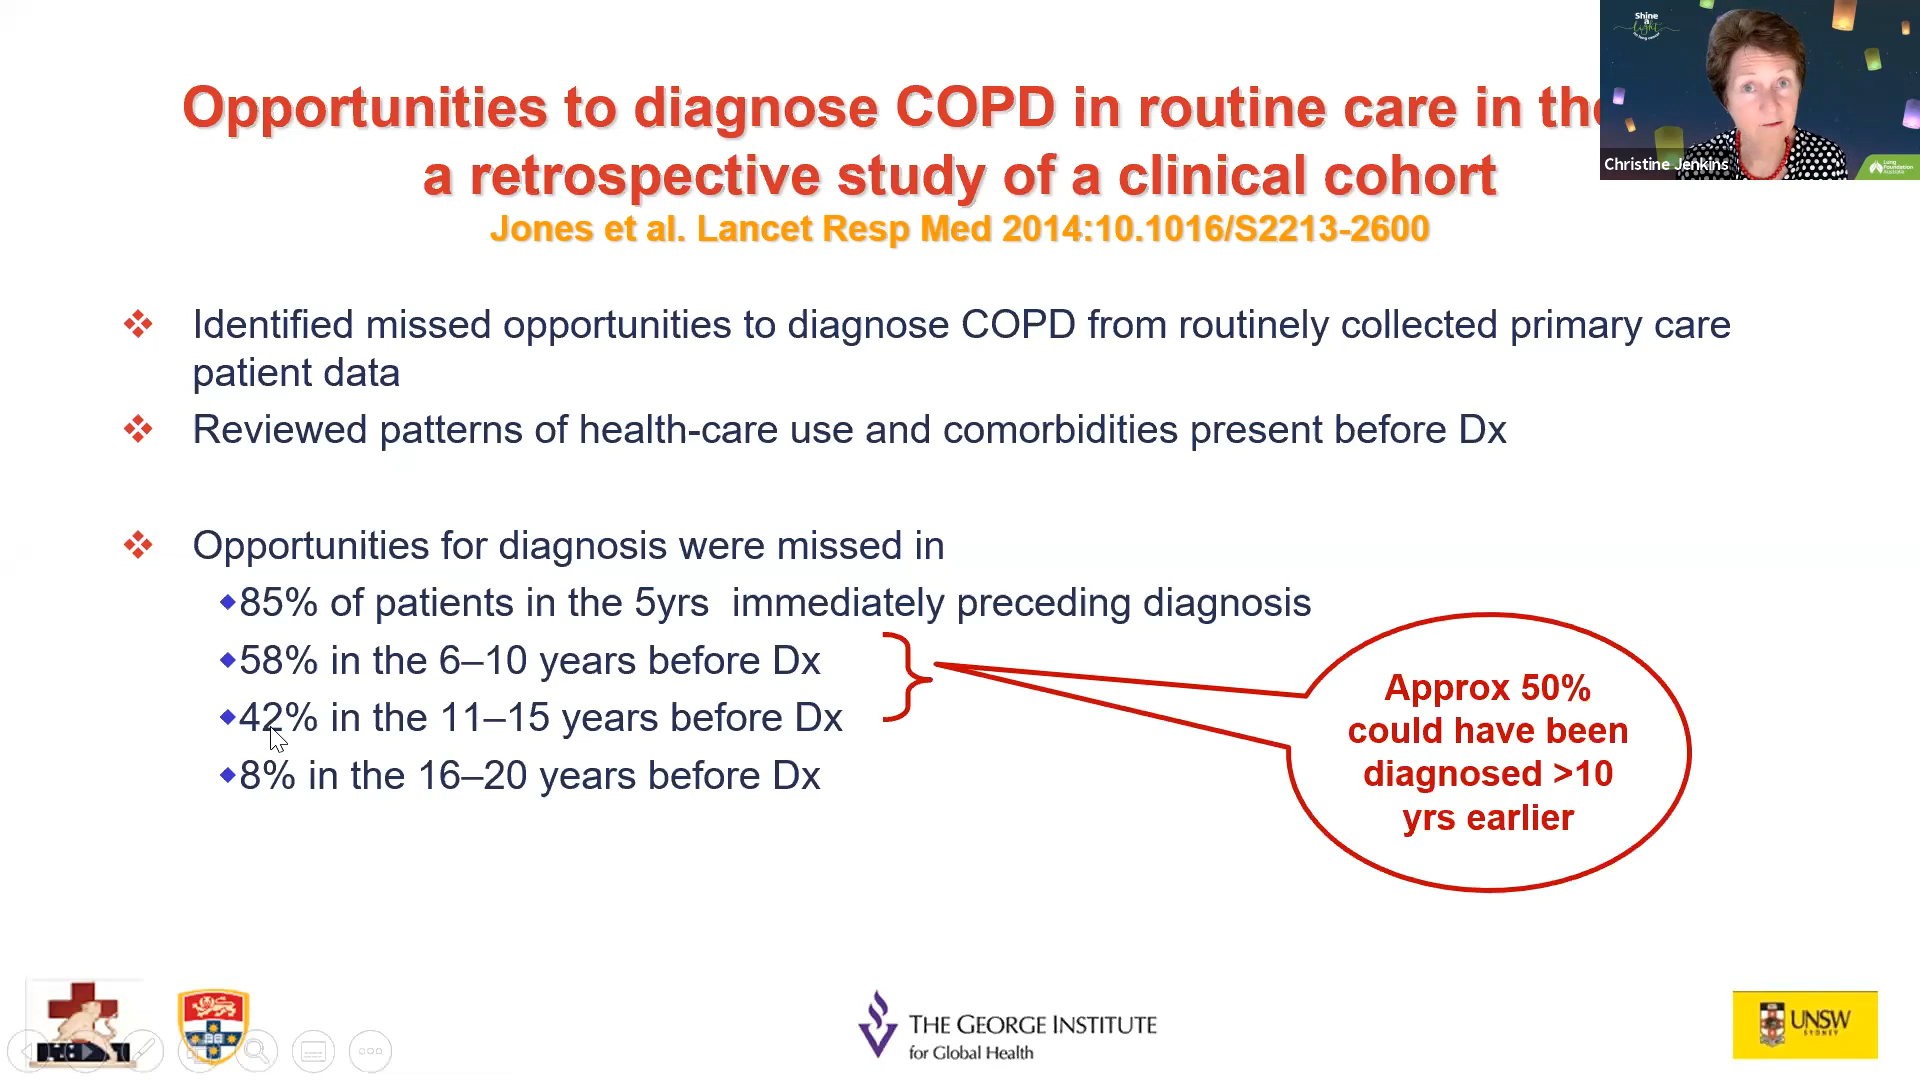 Opportunities to diagnose COPD in routine care in the
a retrospective study of a clinical cohort
Jones et al. Lancet Resp Med 2014:10.1016/S2213-2600
Shine
a
light
Christine Jenkins
Lung
Foundation
Australia
❖ Identified missed opportunities to diagnose COPD from routinely collected primary care
patient data
❖ Reviewed patterns of health-care use and comorbidities present before Dx
❖ Opportunities for diagnosis were missed in
◆85% of patients in the 5yrs  immediately preceding diagnosis
◆58% in the 6–10 years before Dx
◆42% in the 11–15 years before Dx
◆8% in the 16–20 years before Dx
Approx 50%
could have been
diagnosed >10
yrs earlier
THE GEORGE INSTITUTE
for Global Health
UNSW
SYDNEY